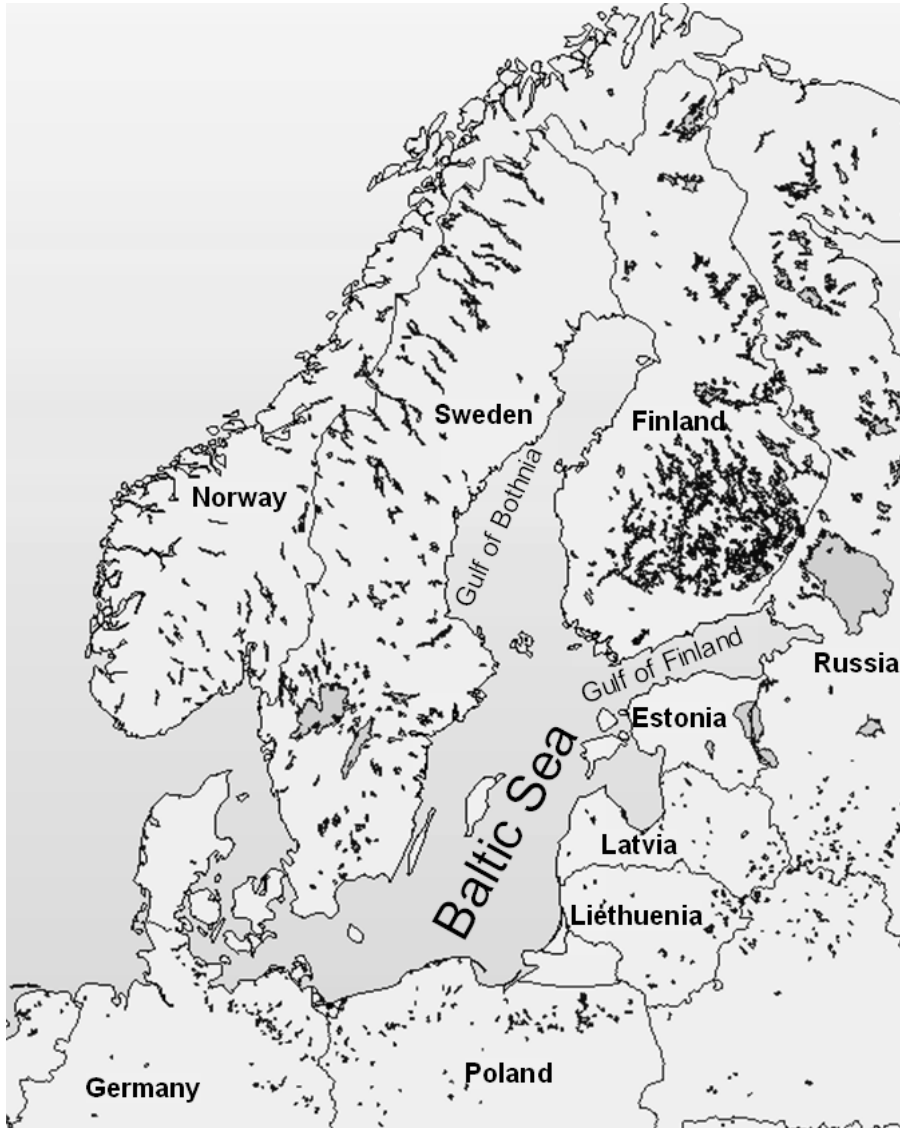 Sweden
Finland
Norway
Gulf of Bothnia
Gulf of Finland
Russia
Estonia
Baltic Sea
Latvia
Liethuenia
Poland
Germany